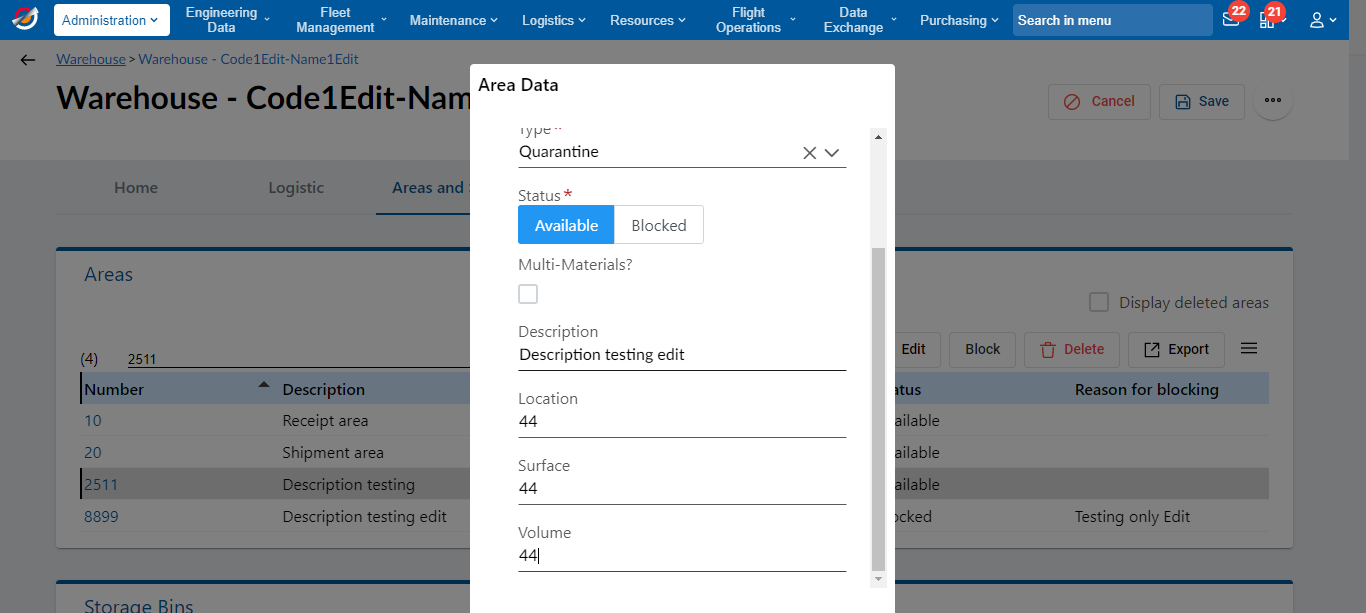 Administration
Engineering Data
Fleet Management
Maintenance
Logistics
Resources
Flight Operations
Data Exchange
Purchasing
Search in menu
22
21
Warehouse > Warehouse - Code1Edit-Name1Edit
Warehouse - Code1Edit-Nam
Cancel
Save
Home
Logistic
Areas and
Areas
Display deleted areas
(4)
2511
Edit
Block
Delete
Export
Number
Description
atus
Reason for blocking
10
Receipt area
ailable
20
Shipment area
ailable
2511
Description testing
ailable
8899
Description testing edit
ocked
Testing only Edit
Storage Bins
Area Data
Type*
Quarantine
Status*
Available
Blocked
Multi-Materials?
Description
Description testing edit
Location
44
Surface
44
Volume
44